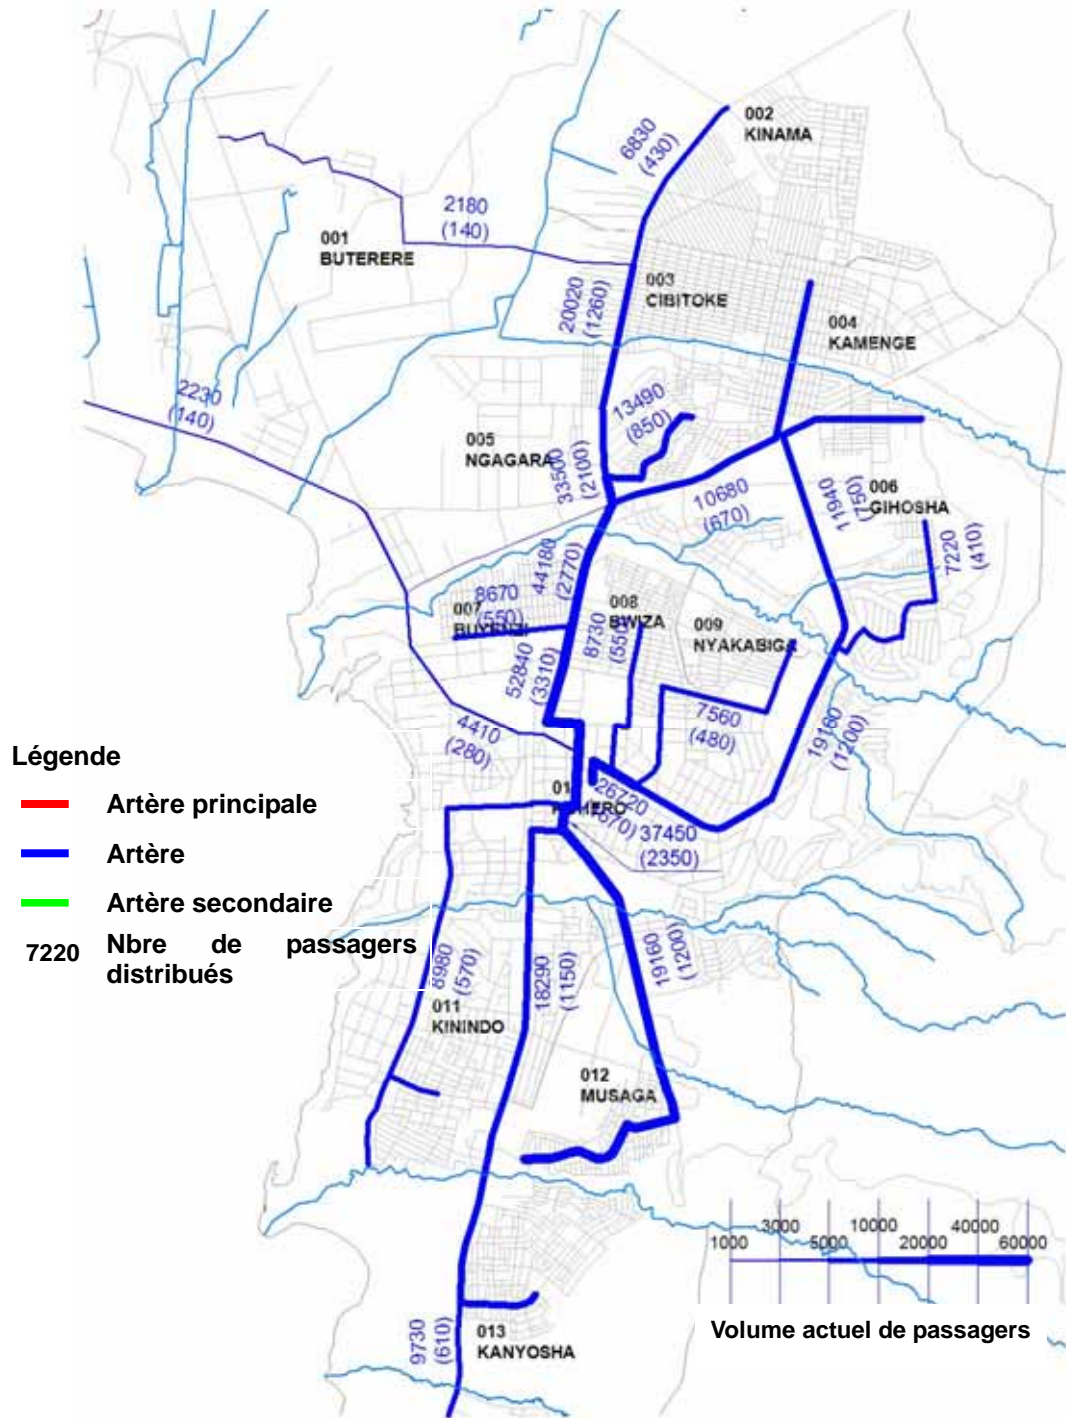 002
KINAMA
6830
(430)
2180
(140)
001
BUTERERE
003
CIBITOKE
20020
(1260)
004
KAMENGE
2230
(140)
13490
(850)
005
NGAGARA
33500
(2100)
10680
(670)
11940
(750)
006
GIHOSHA
7220
(410)
44180
(2770)
8670
(550)
007
BUYENZI
008
BWIZA
8730
(550)
009
NYAKABIGA
52840
(3310)
7560
(480)
4410
(280)
19160
(1200)
Légende
Artère principale
Artère
Artère secondaire
7220 Nbre de passagers
distribués
26720
37450
(2350)
8980
(570)
18290
(1150)
19160
(1200)
011
KININDO
012
MUSAGA
3000 10000 40000
1000 5000 20000 60000
Volume actuel de passagers
9730
(610)
013
KANYOSHA